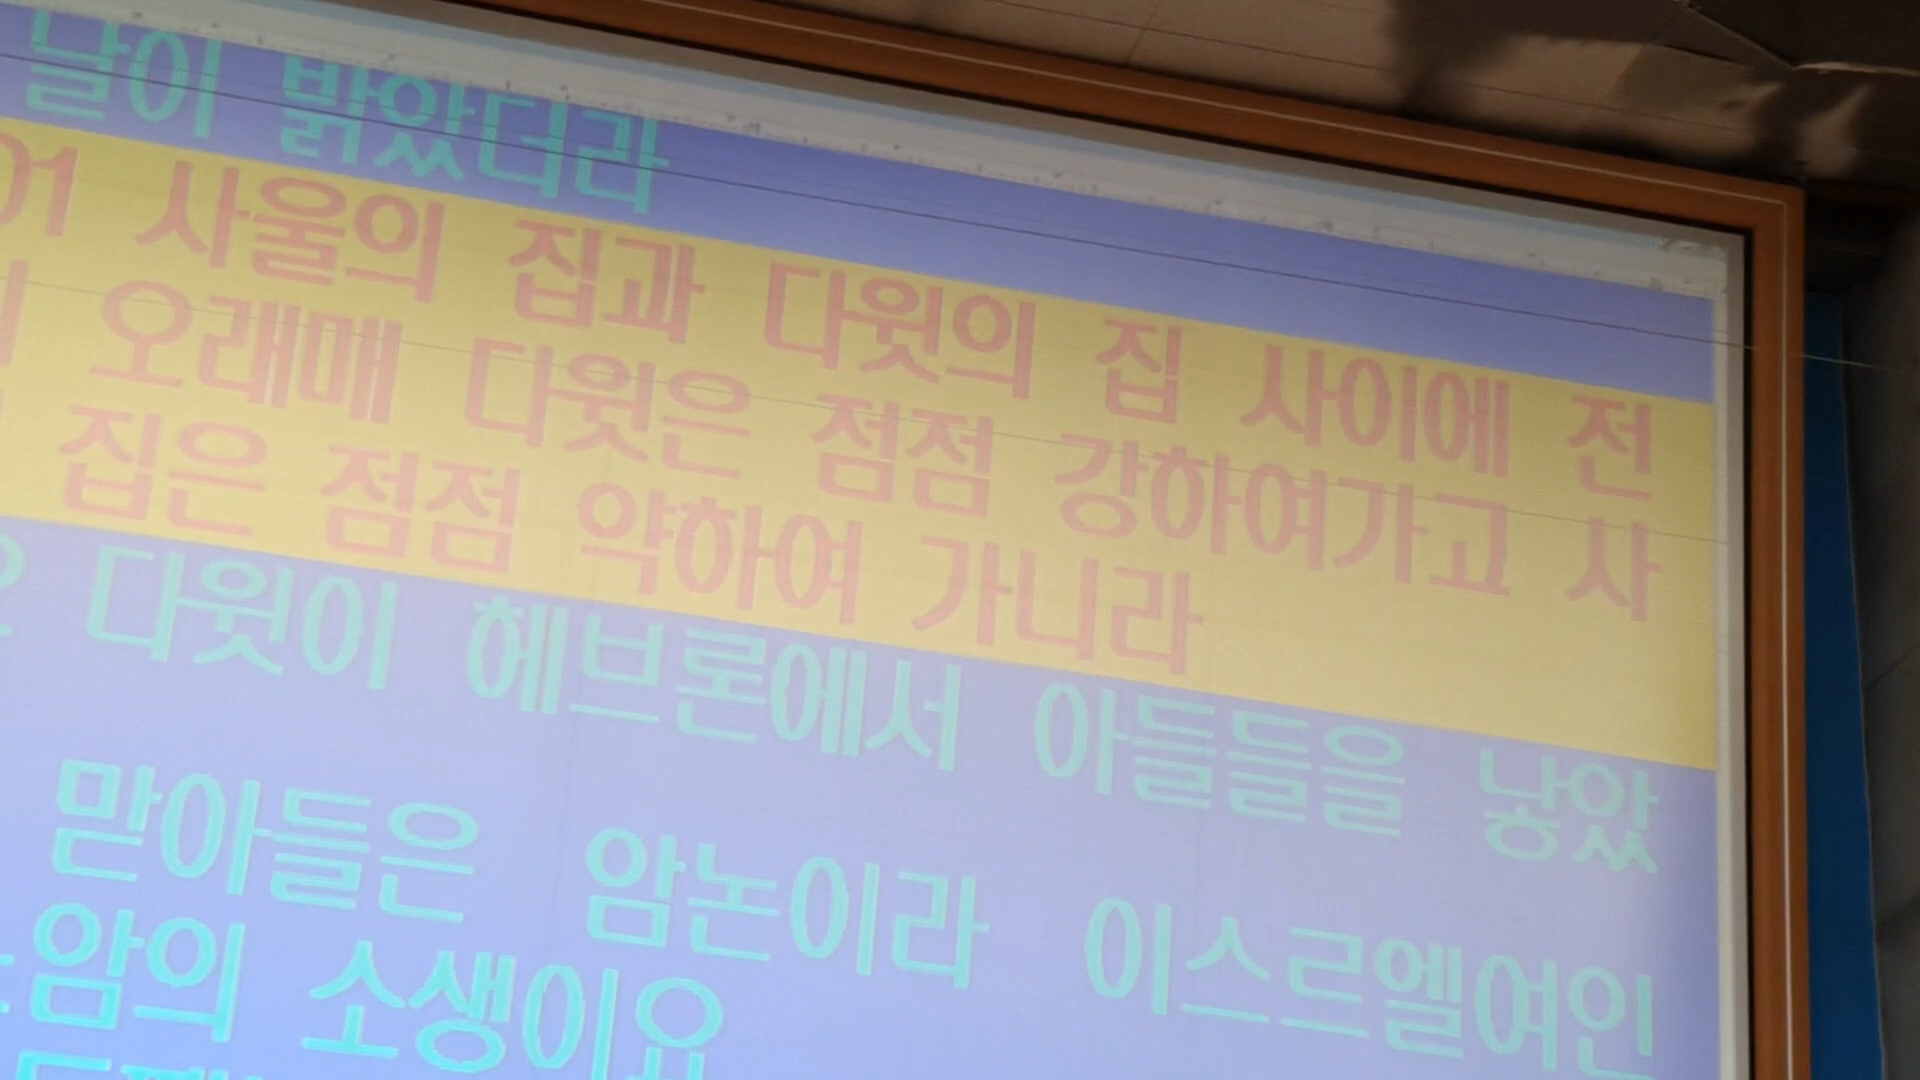 날이 밝았더라
01 사울의 집과 다윗의 집 사이에 전
이 오래매 다윗은 점점 강하여가고 사
집은 점점 약하여 가니라
다윗이 헤브론에서 아들들을 낳았
맏아들은 암논이라 이스르엘여인
암의 소생이요